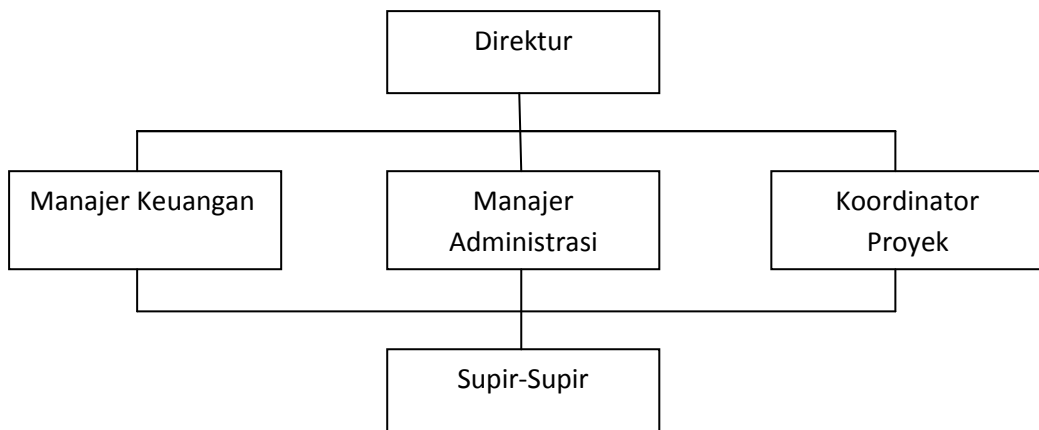 Direktur
Manajer Keuangan
Manajer
Administrasi
Koordinator
Proyek
Supir-Supir